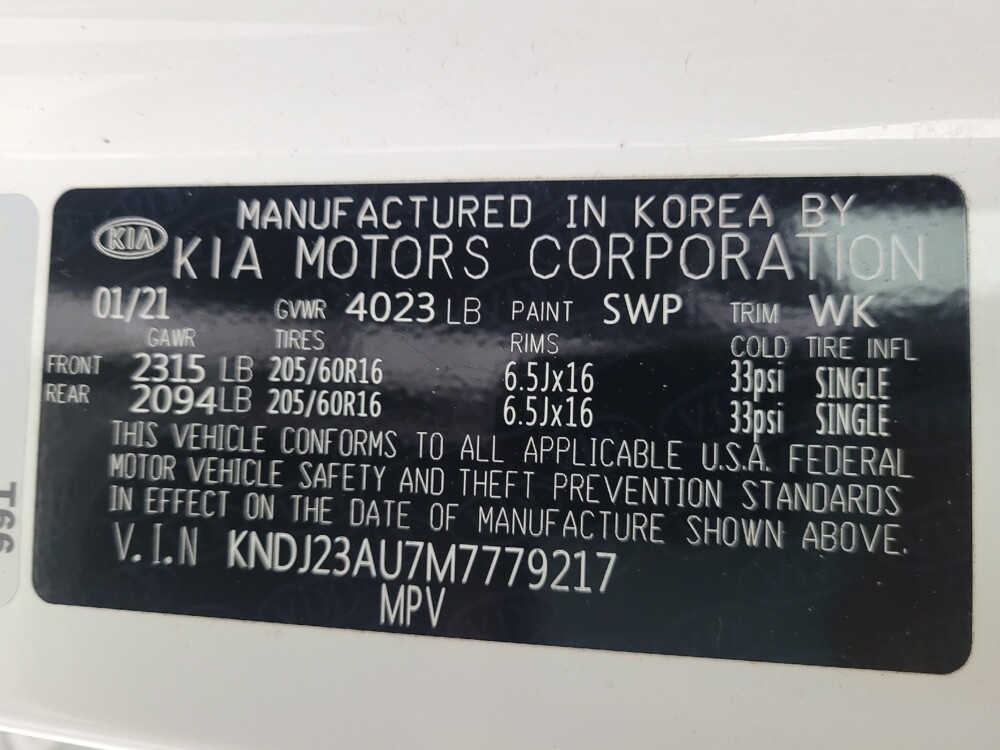 MANUFACTURED IN KOREA BY
KIA KIA MOTORS CORPORATION
01/21 GVWR 4023 LB PAINT SWP TRIM WK
GAWR TIRES RIMS COLD TIRE INFL
FRONT 2315 LB 205/60R16 6.5Jx16 33psi SINGLE
REAR 2094 LB 205/60R16 6.5Jx16 33psi SINGLE
THIS VEHICLE CONFORMS TO ALL APPLICABLE U.S.A. FEDERAL
MOTOR VEHICLE SAFETY AND THEFT PREVENTION STANDARDS
IN EFFECT ON THE DATE OF MANUFACTURE SHOWN ABOVE.
V.I.N KNDJ23AU7M7779217
MPV